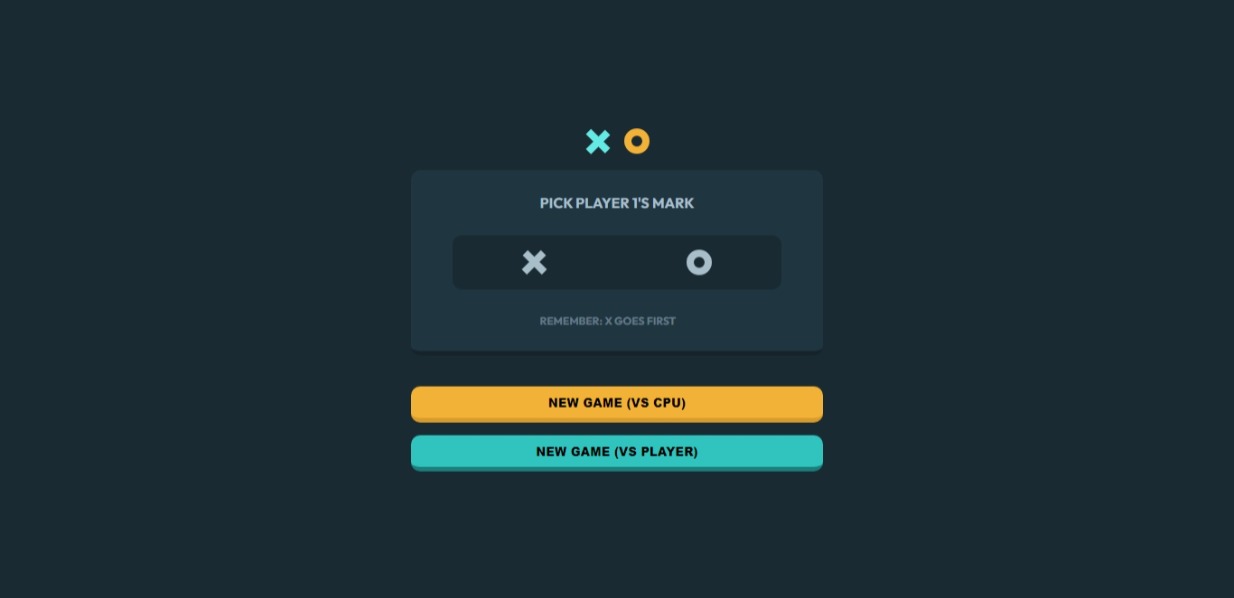 PICK PLAYER 1'S MARK
REMEMBER: X GOES FIRST
NEW GAME (VS CPU)
NEW GAME (VS PLAYER)